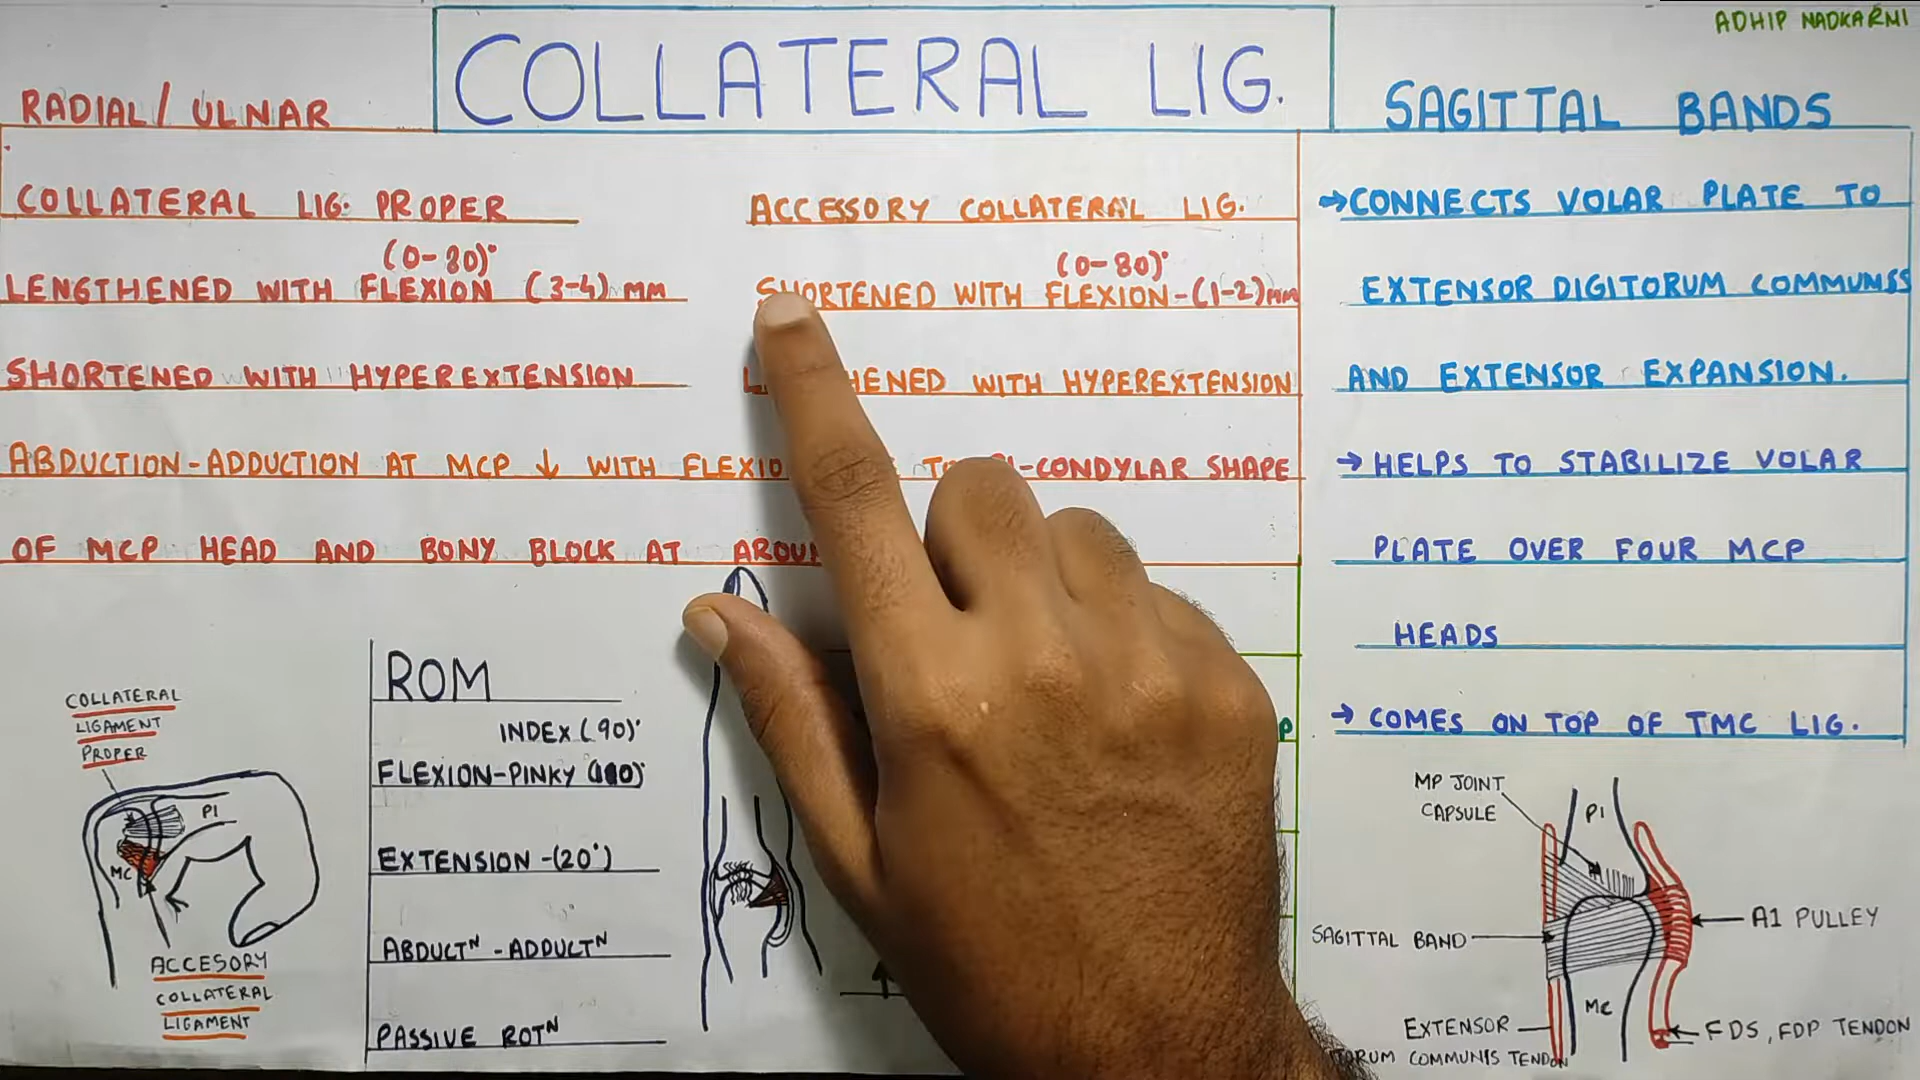 ADHIP NADKARNI
COLLATERAL LIG.
RADIAL/ULNAR
COLLATERAL LIG. PROPER
(0-80)°
LENGTHENED WITH FLEXION (3-4) MM
SHORTENED WITH HYPEREXTENSION
ACCESSORY COLLATERAL LIG.
(0-80)°
SHORTENED WITH FLEXION-(1-2)MM
WITH HYPEREXTENSION
ABDUCTION-ADDUCTION AT MCP ↓ WITH BI-CONDYLAR SHAPE
OF MCP HEAD AND BONY BLOCK AT
SAGITTAL BANDS
→CONNECTS VOLAR PLATE TO
EXTENSOR DIGITORUM COMMUNISS
AND EXTENSOR EXPANSION.
→HELPS TO STABILIZE VOLAR
PLATE OVER FOUR MCP
HEADS
→COMES ON TOP OF TMC LIG.
COLLATERAL
LIGAMENT
PROPER
P1
MC
ACCESORY
COLLATERAL
LIGAMENT
ROM
INDEX (90)°
FLEXION-PINKY (110)°
EXTENSION-(20°)
ABDUCTᴺ-ADDUCTᴺ
PASSIVE ROTᴺ
P
MP JOINT
CAPSULE
P1
A1 PULLEY
SAGITTAL BAND
MC
EXTENSOR
COMMUNIS TENDON
FDS, FDP TENDON